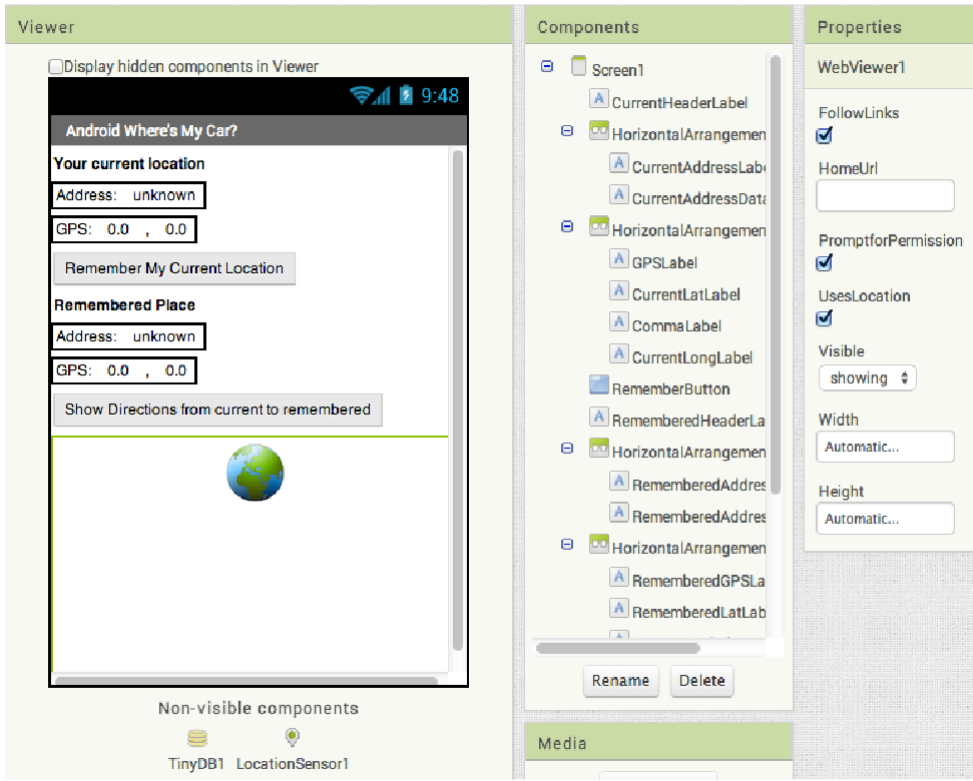 Viewer
Display hidden components in Viewer
9:48
Android Where's My Car?
Your current location
Address: unknown
GPS: 0.0 , 0.0
Remember My Current Location
Remembered Place
Address: unknown
GPS: 0.0 , 0.0
Show Directions from current to remembered
Non-visible components
TinyDB1 LocationSensor1
Components
Screen1
CurrentHeaderLabel
HorizontalArrangemen
CurrentAddressLabe
CurrentAddressData
HorizontalArrangemen
GPSLabel
CurrentLatLabel
CommaLabel
CurrentLongLabel
RememberButton
RememberedHeaderLa
HorizontalArrangemen
RememberedAddres
RememberedAddres
HorizontalArrangemen
RememberedGPSLa
RememberedLatLab
Rename Delete
Media
Properties
WebViewer1
FollowLinks
HomeUrl
PromptforPermission
UsesLocation
Visible
showing
Width
Automatic...
Height
Automatic...